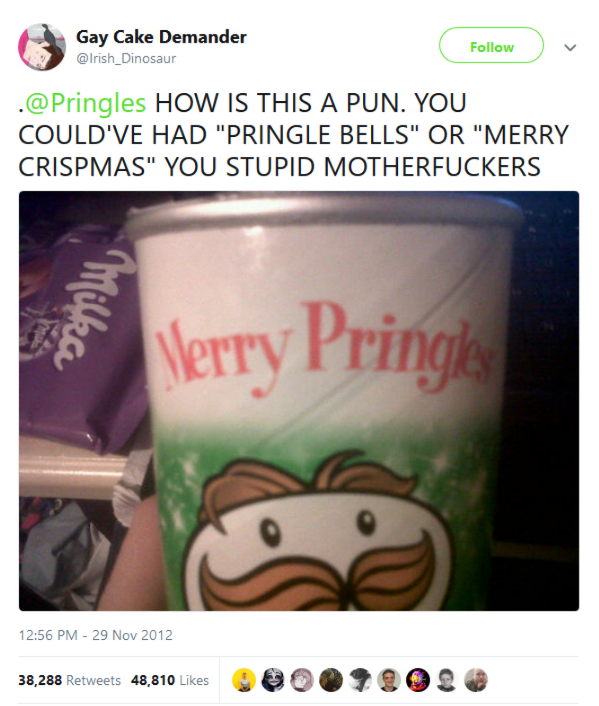 Gay Cake Demander
@Irish_Dinosaur
Follow
.@Pringles HOW IS THIS A PUN. YOU
COULD'VE HAD "PRINGLE BELLS" OR "MERRY
CRISPMAS" YOU STUPID MOTHERFUCKERS
Milka
Merry Pringles
12:56 PM - 29 Nov 2012
38,288 Retweets 48,810 Likes